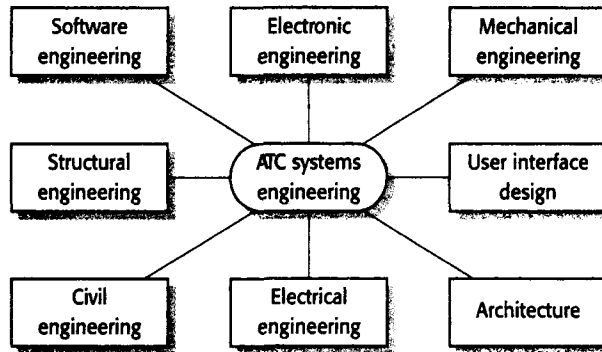 Software
engineering
Electronic
engineering
Mechanical
engineering
Structural
engineering
ATC systems
engineering
User interface
design
Civil
engineering
Electrical
engineering
Architecture